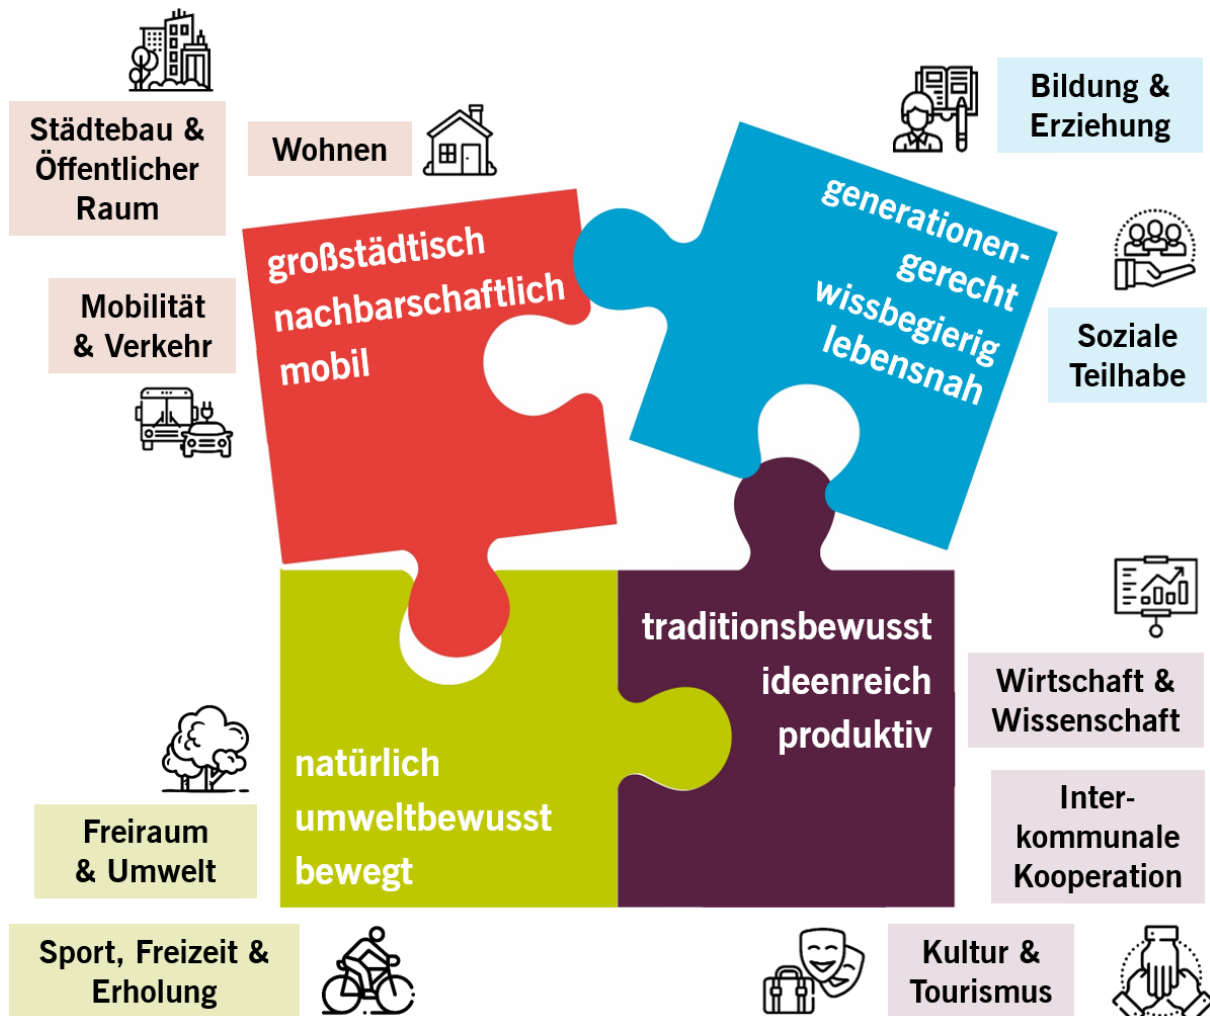 Städtebau &
Öffentlicher
Raum
Wohnen
Mobilität
& Verkehr
großstädtisch
nachbarschaftlich
mobil
Bildung &
Erziehung
Soziale
Teilhabe
generationen-
gerecht
wissbegierig
lebensnah
natürlich
umweltbewusst
bewegt
Freiraum
& Umwelt
Sport, Freizeit &
Erholung
traditionsbewusst
ideenreich
produktiv
Wirtschaft &
Wissenschaft
Inter-
kommunale
Kooperation
Kultur &
Tourismus